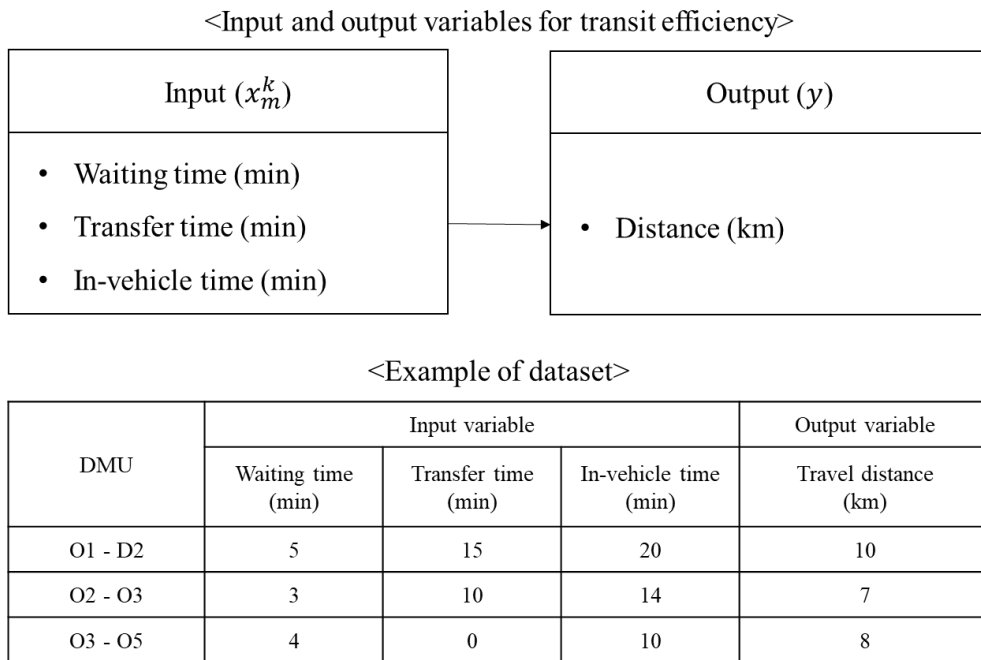 <Input and output variables for transit efficiency>
Input (x_m^k)
Output (y)
• Waiting time (min)
• Transfer time (min)
• In-vehicle time (min)
• Distance (km)
<Example of dataset>
DMU
Input variable
Output variable
Waiting time (min)
Transfer time (min)
In-vehicle time (min)
Travel distance (km)
O1 - D2 5 15 20 10
O2 - O3 3 10 14 7
O3 - O5 4 0 10 8